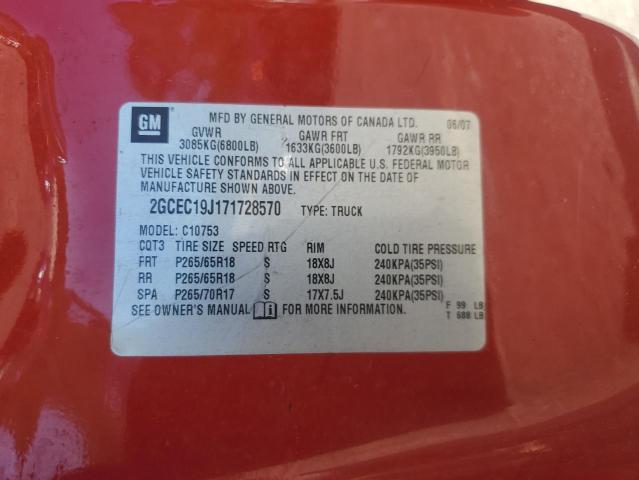 GM
MFD BY GENERAL MOTORS OF CANADA LTD. 06/07
GVWR GAWR FRT GAWR RR
3085KG(6800LB) 1633KG(3600LB) 1792KG(3950LB)
THIS VEHICLE CONFORMS TO ALL APPLICABLE U.S. FEDERAL MOTOR
VEHICLE SAFETY STANDARDS IN EFFECT ON THE DATE OF
MANUFACTURE SHOWN ABOVE.
2GCEC19J171728570 TYPE: TRUCK
MODEL: C10753
CQT3 TIRE SIZE SPEED RTG RIM COLD TIRE PRESSURE
FRT P265/65R18 S 18X8J 240KPA(35PSI)
RR P265/65R18 S 18X8J 240KPA(35PSI)
SPA P265/70R17 S 17X7.5J 240KPA(35PSI)
SEE OWNER'S MANUAL FOR MORE INFORMATION. F 99 LB
T 688 LB